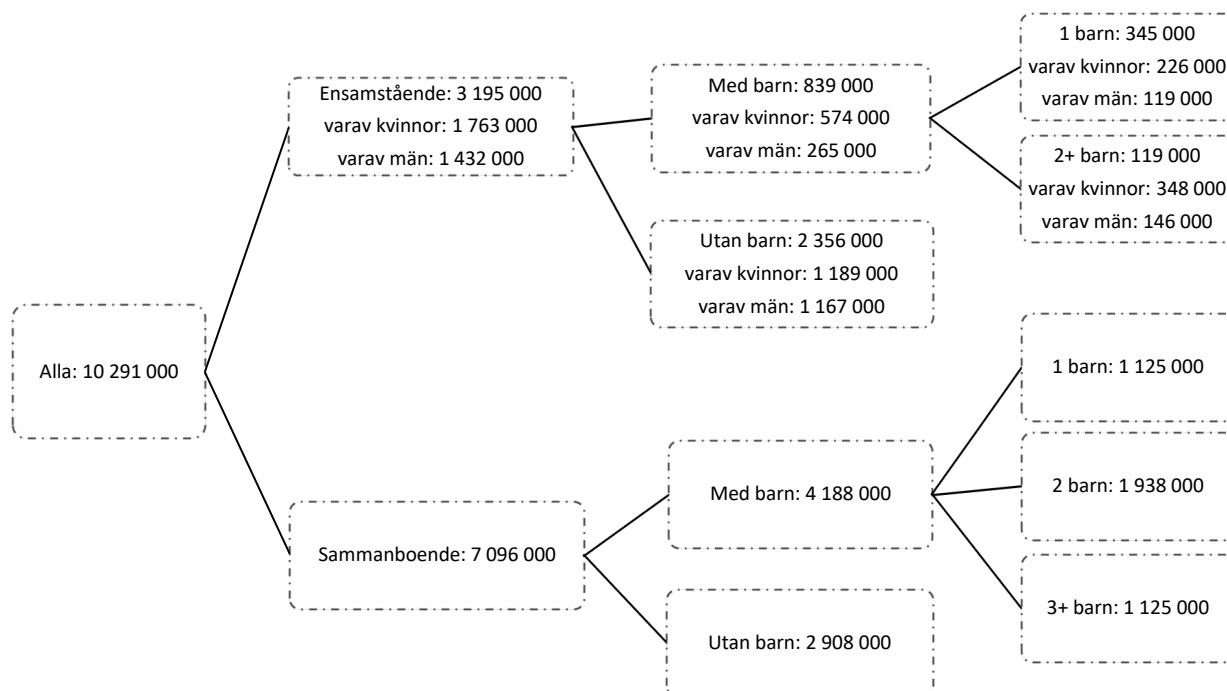 Alla: 10 291 000
Ensamstående: 3 195 000
varav kvinnor: 1 763 000
varav män: 1 432 000
Med barn: 839 000
varav kvinnor: 574 000
varav män: 265 000
1 barn: 345 000
varav kvinnor: 226 000
varav män: 119 000
2+ barn: 119 000
varav kvinnor: 348 000
varav män: 146 000
Utan barn: 2 356 000
varav kvinnor: 1 189 000
varav män: 1 167 000
Sammanboende: 7 096 000
Med barn: 4 188 000
1 barn: 1 125 000
2 barn: 1 938 000
3+ barn: 1 125 000
Utan barn: 2 908 000